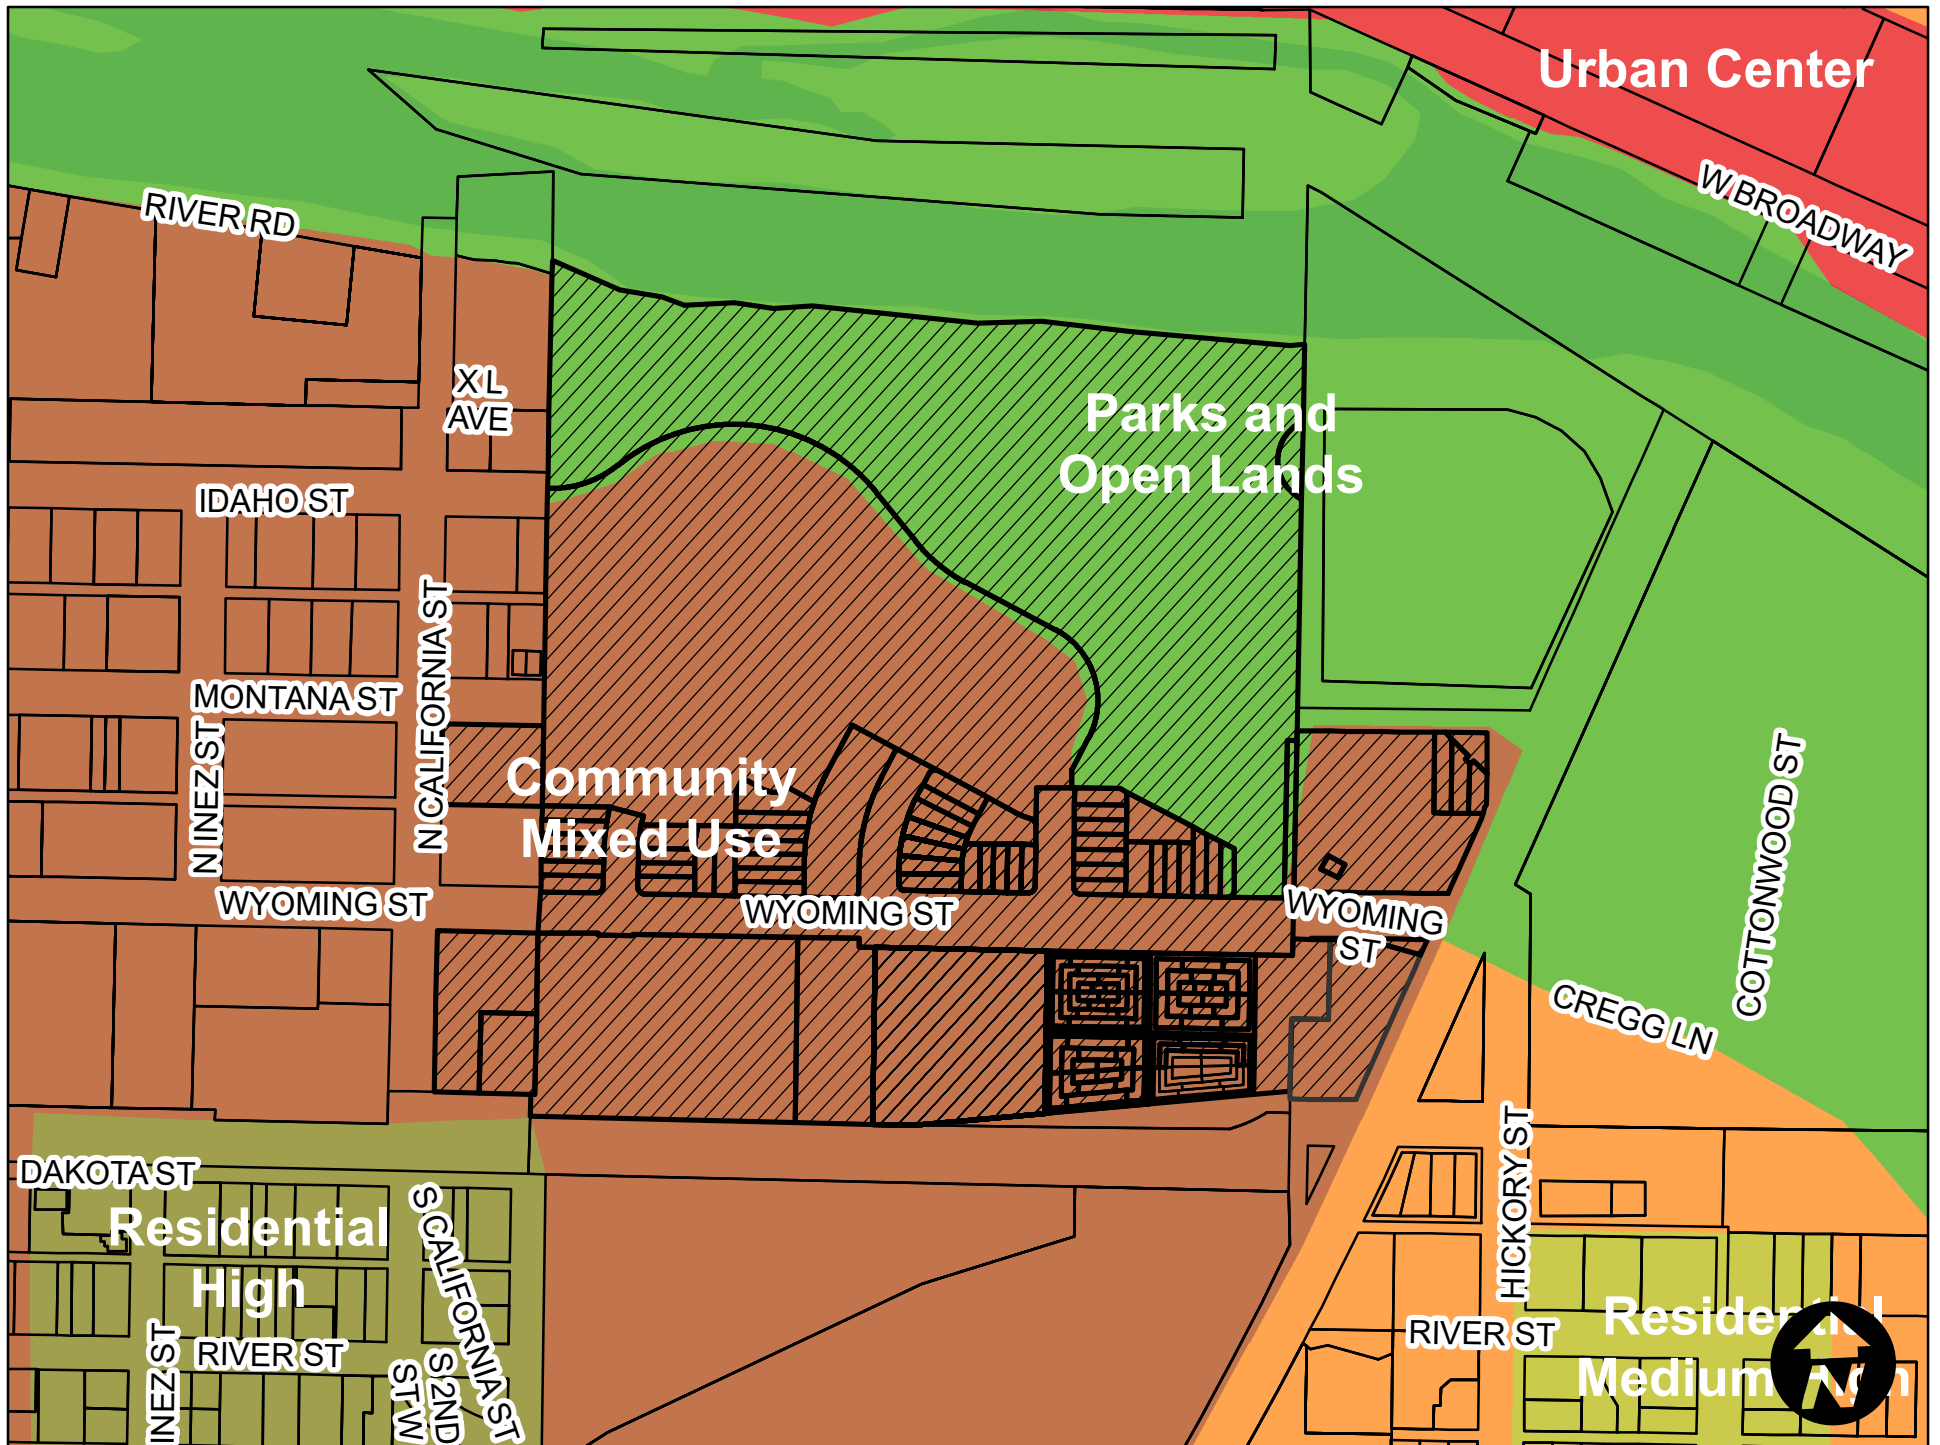 Urban Center
W BROADWAY
RIVER RD
X L
AVE
Parks and
Open Lands
IDAHO ST
N CALIFORNIA ST
MONTANA ST
N INEZ ST
COTTONWOOD ST
Community
Mixed Use
WYOMING ST
WYOMING ST
WYOMING
ST
CREGG LN
HICKORY ST
DAKOTA ST
S CALIFORNIA ST
Residential
High
INEZ ST
RIVER ST
S 2ND
ST W
RIVER ST
Residential
Medium High
N